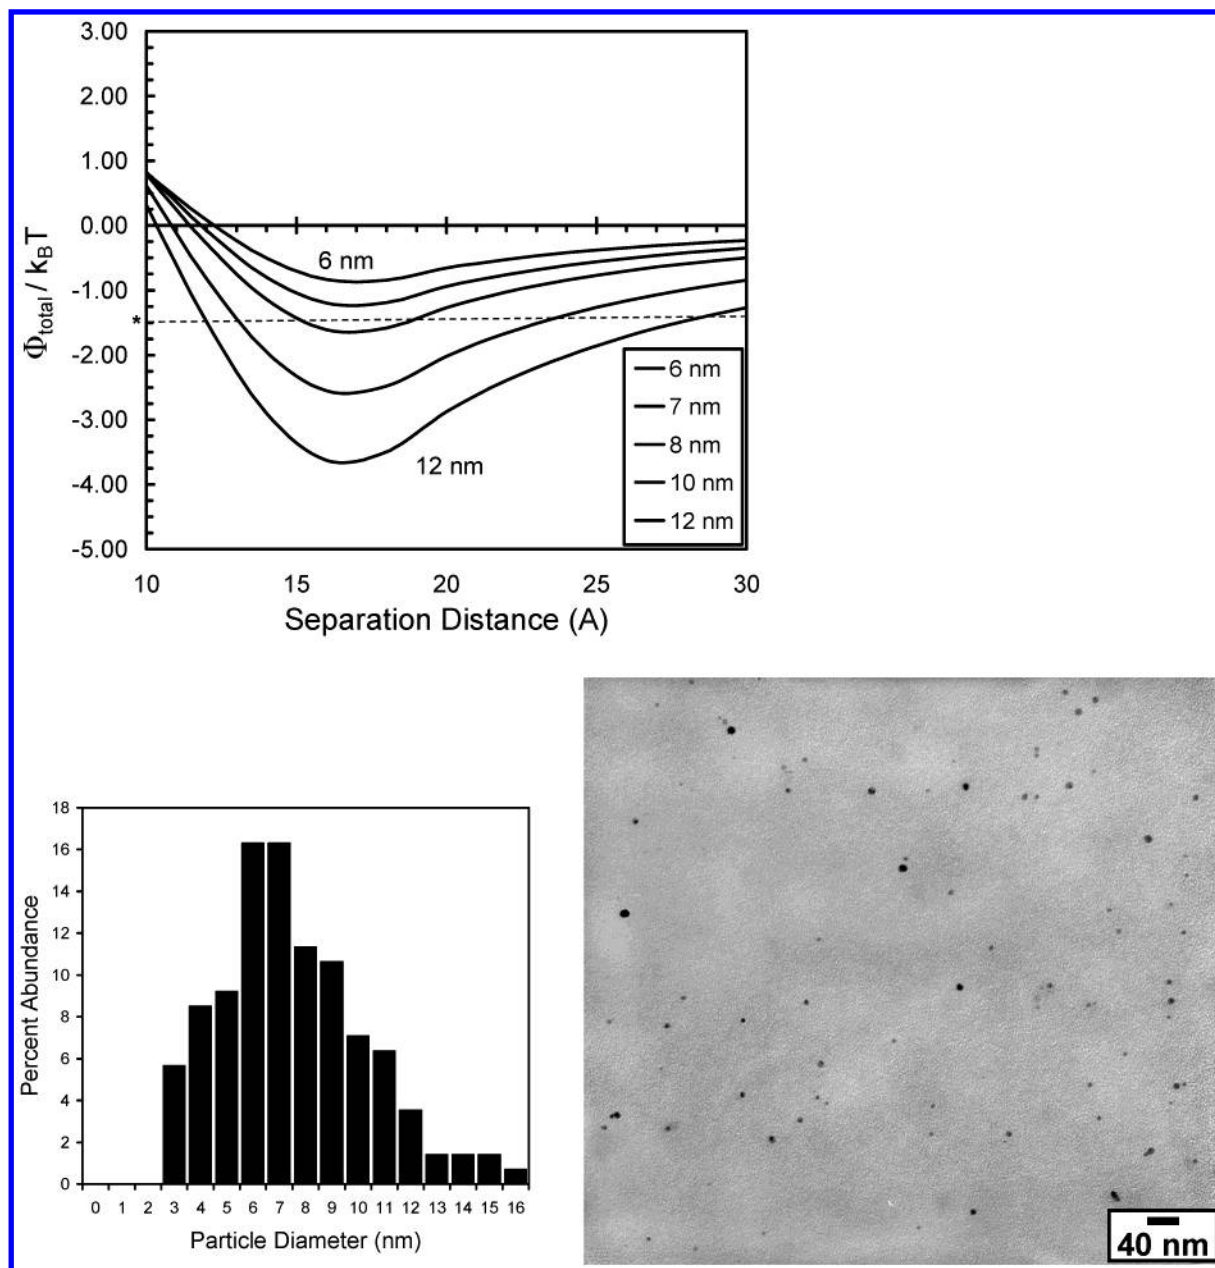 3.00
2.00
1.00
0.00
-1.00
*
-2.00
-3.00
-4.00
-5.00
Φtotal / kBT
6 nm
12 nm
6 nm
7 nm
8 nm
10 nm
12 nm
10 15 20 25 30
Separation Distance (A)
18
16
14
12
10
8
6
4
2
0
Percent Abundance
0 1 2 3 4 5 6 7 8 9 10 11 12 13 14 15 16
Particle Diameter (nm)
40 nm